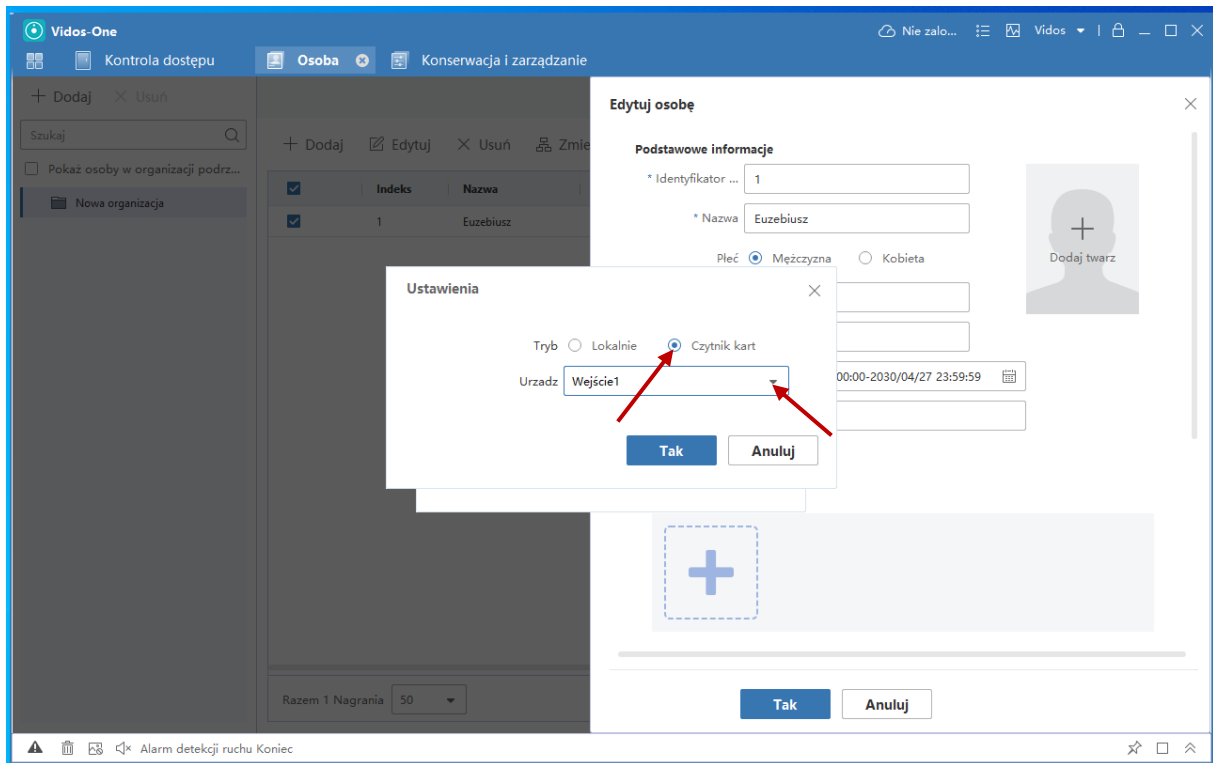 Vidos-One
Nie zalo...
Vidos
Kontrola dostępu
Osoba
Konserwacja i zarządzanie
Dodaj
Usuń
Szukaj
Pokaż osoby w organizacji podrz...
Nowa organizacja
Dodaj
Edytuj
Usuń
Zmie
Indeks
Nazwa
1
Euzebiusz
Razem 1 Nagrania
50
Edytuj osobę
Podstawowe informacje
* Identyfikator ...
1
* Nazwa
Euzebiusz
Płeć
Mężczyzna
Kobieta
Dodaj twarz
00:00-2030/04/27 23:59:59
Ustawienia
Tryb
Lokalnie
Czytnik kart
Urzadz
Wejście1
Tak
Anuluj
Tak
Anuluj
Alarm detekcji ruchu Koniec